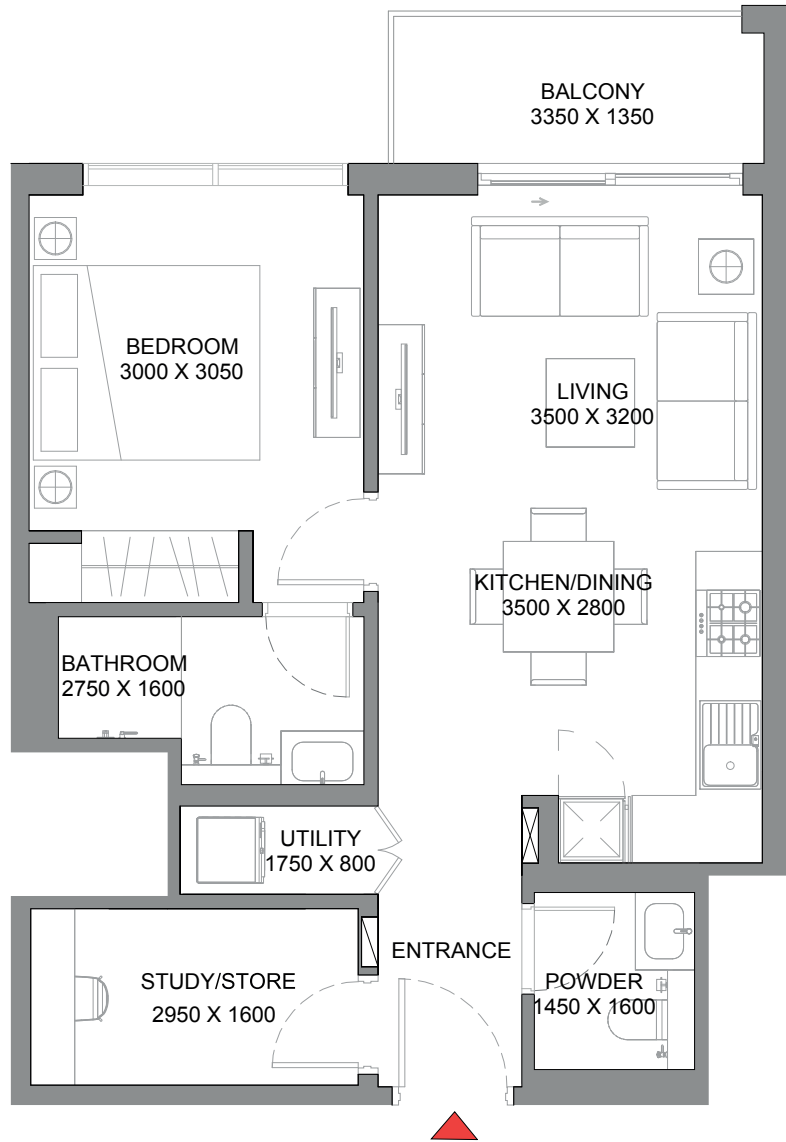 BALCONY
3350 X 1350
BEDROOM
3000 X 3050
LIVING
3500 X 3200
KITCHEN/DINING
3500 X 2800
BATHROOM
2750 X 1600
UTILITY
1750 X 800
ENTRANCE
STUDY/STORE
2950 X 1600
POWDER
1450 X 1600